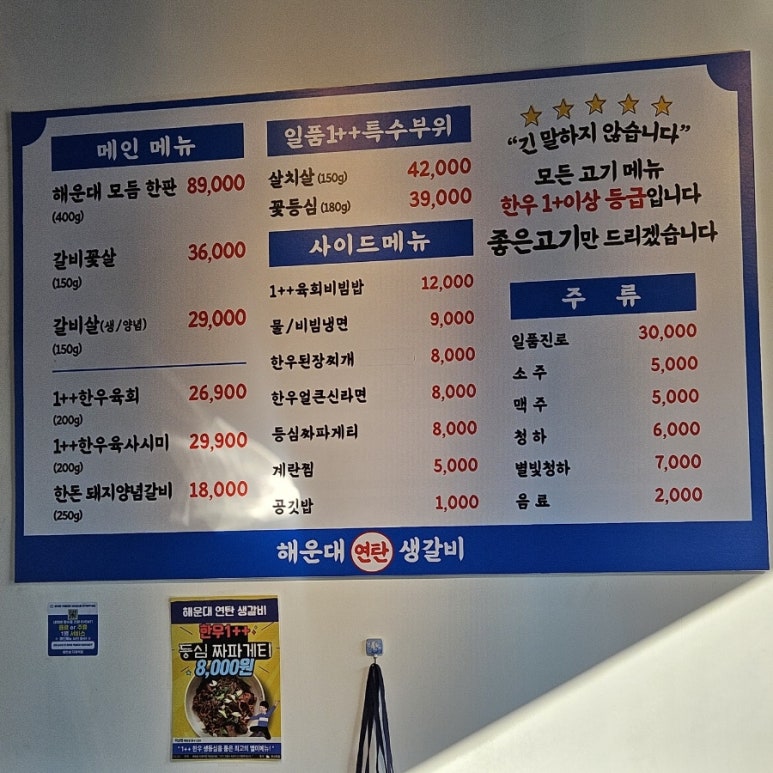 메인 메뉴
해운대 모듬 한판 89,000
(400g)
갈비꽃살 36,000
(150g)
갈비살(생/양념) 29,000
(150g)
1++한우육회 26,900
(200g)
1++한우육사시미 29,900
(200g)
한돈 돼지양념갈비 18,000
(250g)
일품1++특수부위
살치살(150g) 42,000
꽃등심(180g) 39,000
사이드메뉴
1++육회비빔밥 12,000
물/비빔냉면 9,000
한우된장찌개 8,000
한우얼큰신라면 8,000
등심짜파게티 8,000
계란찜 5,000
공깃밥 1,000
"긴 말하지 않습니다"
모든 고기 메뉴
한우 1+이상 등급입니다
좋은고기만 드리겠습니다
주 류
일품진로 30,000
소 주 5,000
맥 주 5,000
청 하 6,000
별빛청하 7,000
음 료 2,000
해운대 연탄 생갈비
해운대 연탄 생갈비
한우1++
등심 짜파게티
8,000원
음료 or 주류
1병 서비스